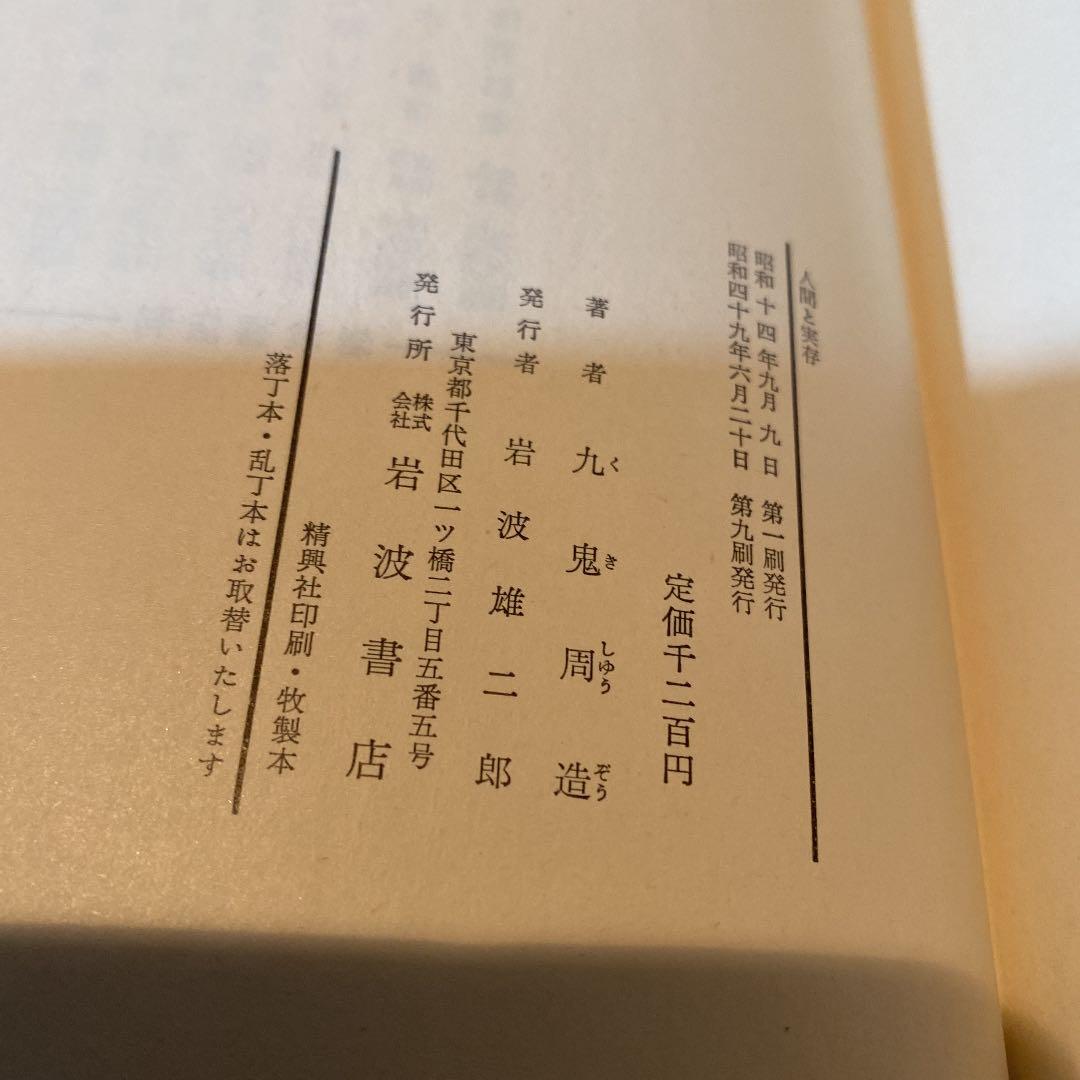 人間と実存
昭和十四年九月九日 第一刷発行
昭和四十九年六月二十日 第九刷発行
定価千二百円
著者 九鬼周造
くきしゆうぞう
発行者 岩波雄二郎
東京都千代田区一ツ橋二丁目五番五号
発行所 株式会社 岩波書店
精興社印刷・牧製本
落丁本・乱丁本はお取替いたします